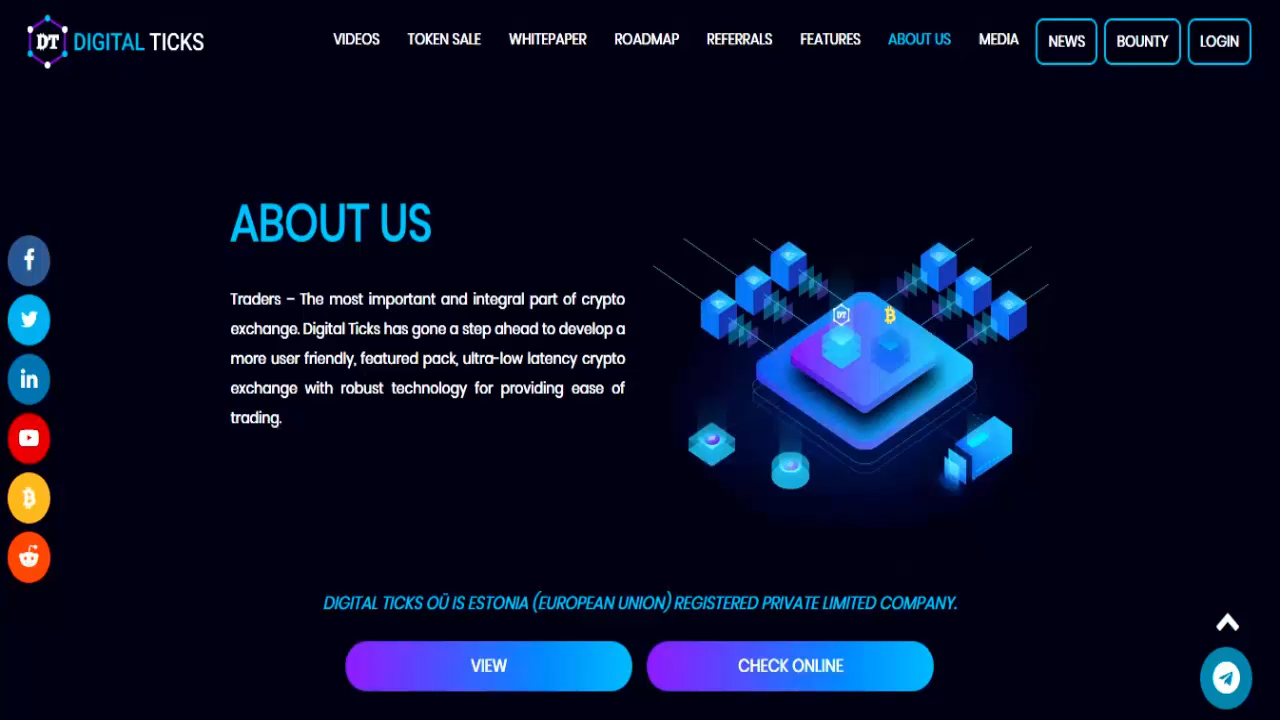 DT DIGITAL TICKS
VIDEOS TOKEN SALE WHITEPAPER ROADMAP REFERRALS FEATURES ABOUT US MEDIA NEWS BOUNTY LOGIN
ABOUT US
Traders – The most important and integral part of crypto
exchange. Digital Ticks has gone a step ahead to develop a
more user friendly, featured pack, ultra-low latency crypto
exchange with robust technology for providing ease of
trading.
DT
DIGITAL TICKS OÜ IS ESTONIA (EUROPEAN UNION) REGISTERED PRIVATE LIMITED COMPANY.
VIEW CHECK ONLINE